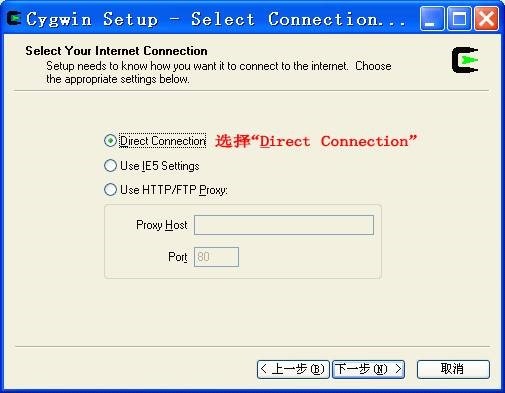 Cygwin Setup - Select Connection...
Select Your Internet Connection
Setup needs to know how you want it to connect to the internet. Choose
the appropriate settings below.
Direct Connection 选择“Direct Connection”
Use IE5 Settings
Use HTTP/FTP Proxy:
Proxy Host
Port 80
< 上一步(B) 下一步(N) > 取消